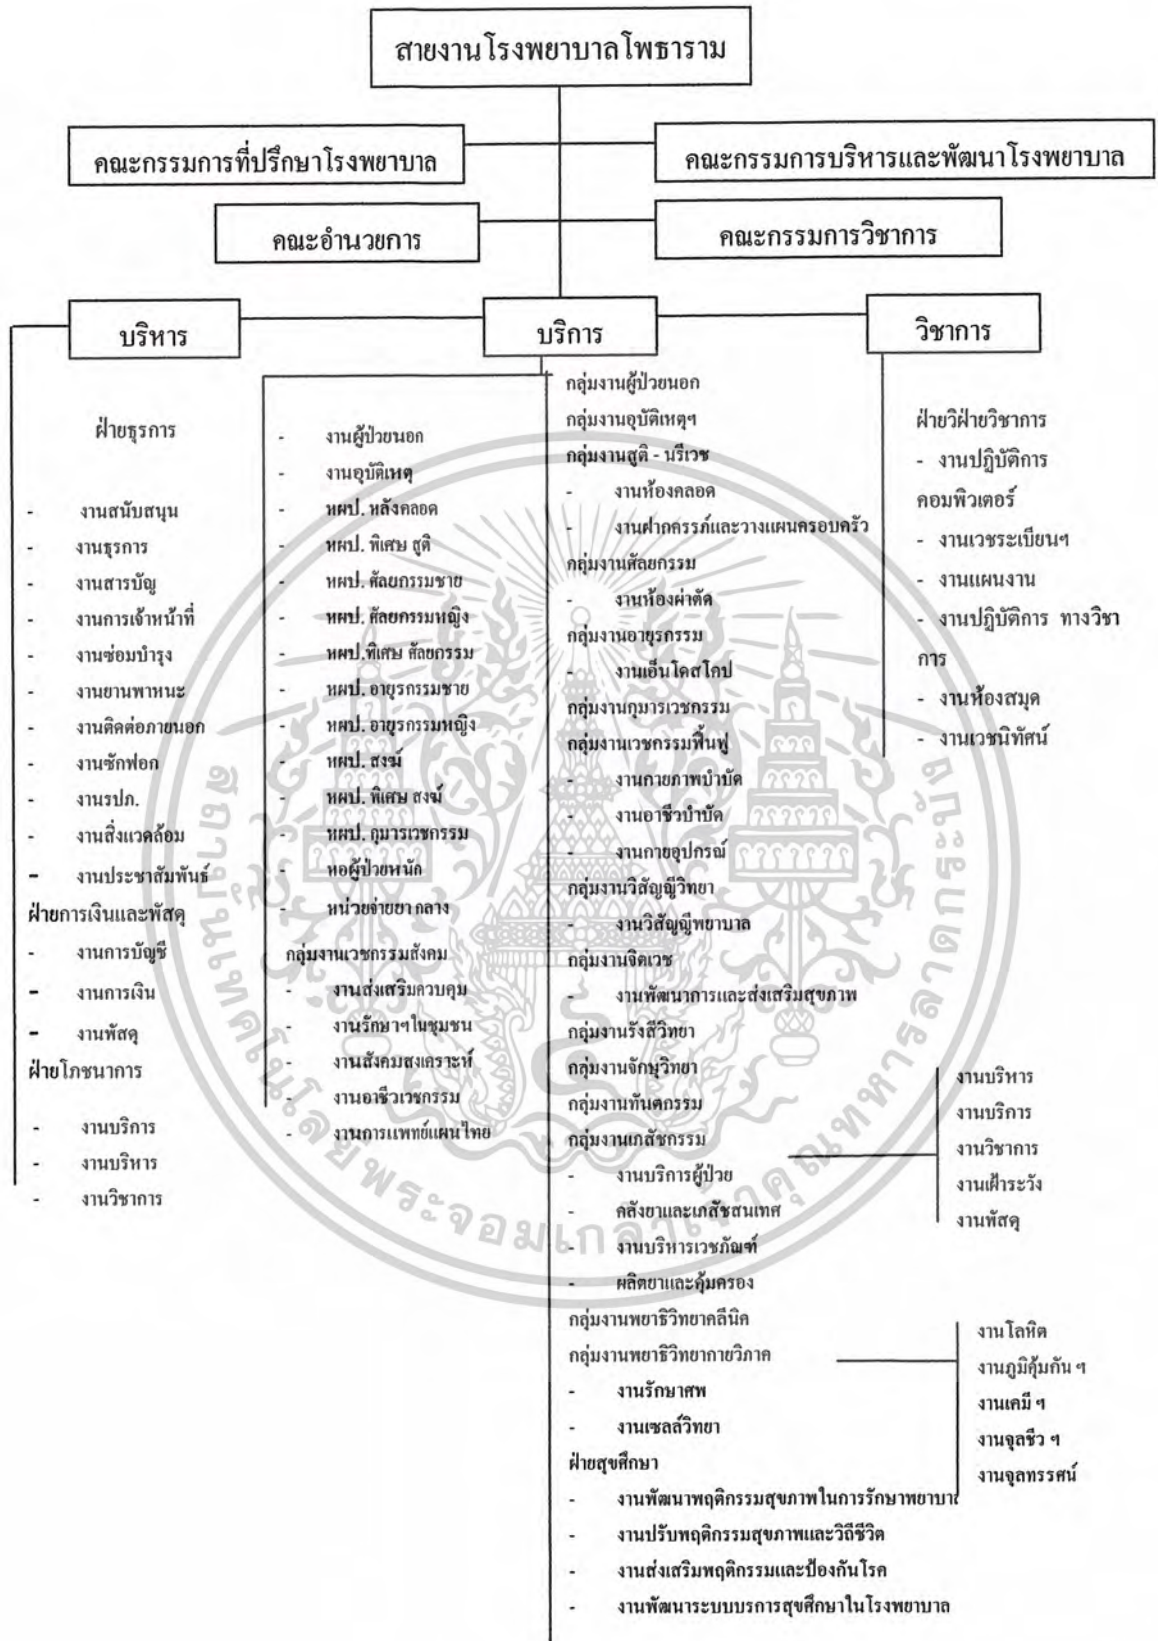 สายงานโรงพยาบาลโพธาราม
คณะกรรมการที่ปรึกษาโรงพยาบาล
คณะกรรมการบริหารและพัฒนาโรงพยาบาล
คณะอำนวยการ
คณะกรรมการวิชาการ
บริหาร
บริการ
วิชาการ
ฝ่ายธุรการ
- งานสนับสนุน
- งานธุรการ
- งานสารบัญ
- งานการเจ้าหน้าที่
- งานซ่อมบำรุง
- งานยานพาหนะ
- งานติดต่อภายนอก
- งานซักฟอก
- งานรปภ.
- งานสิ่งแวดล้อม
- งานประชาสัมพันธ์
ฝ่ายการเงินและพัสดุ
- งานการบัญชี
- งานการเงิน
- งานพัสดุ
ฝ่ายโภชนาการ
- งานบริการ
- งานบริหาร
- งานวิชาการ
- งานผู้ป่วยนอก
- งานอุบัติเหตุ
- หผป. หลังคลอด
- หผป. พิเศษ สูติ
- หผป. ศัลยกรรมชาย
- หผป. ศัลยกรรมหญิง
- หผป.พิเศษ ศัลยกรรม
- หผป. อายุรกรรมชาย
- หผป. อายุรกรรมหญิง
- หผป. สงฆ์
- หผป. พิเศษ สงฆ์
- หผป. กุมารเวชกรรม
- หอผู้ป่วยหนัก
- หน่วยจ่ายยา กลาง
กลุ่มงานเวชกรรมสังคม
- งานส่งเสริมควบคุม
- งานรักษาฯในชุมชน
- งานสังคมสงเคราะห์
- งานอาชีวเวชกรรม
- งานการแพทย์แผนไทย
กลุ่มงานผู้ป่วยนอก
กลุ่มงานอุบัติเหตุฯ
กลุ่มงานสูติ - นรีเวช
- งานห้องคลอด
- งานฝากครรภ์และวางแผนครอบครัว
กลุ่มงานศัลยกรรม
- งานห้องผ่าตัด
กลุ่มงานอายุรกรรม
- งานเอ็นโดสโคป
กลุ่มงานกุมารเวชกรรม
กลุ่มงานเวชกรรมฟื้นฟู
- งานกายภาพบำบัด
- งานอาชีวบำบัด
- งานกายอุปกรณ์
กลุ่มงานวิสัญญีวิทยา
- งานวิสัญญีพยาบาล
กลุ่มงานจิตเวช
- งานพัฒนาการและส่งเสริมสุขภาพ
กลุ่มงานรังสีวิทยา
กลุ่มงานจักษุวิทยา
กลุ่มงานทันตกรรม
กลุ่มงานเภสัชกรรม
- งานบริการผู้ป่วย
- คลังยาและเภสัชสนเทศ
- งานบริหารเวชภัณฑ์
- ผลิตยาและคุ้มครอง
กลุ่มงานพยาธิวิทยาคลีนิค
กลุ่มงานพยาธิวิทยากายวิภาค
- งานรักษาศพ
- งานเซลล์วิทยา
ฝ่ายสุขศึกษา
- งานพัฒนาพฤติกรรมสุขภาพในการรักษาพยาบาล
- งานปรับพฤติกรรมสุขภาพและวิถีชีวิต
- งานส่งเสริมพฤติกรรมและป้องกันโรค
- งานพัฒนาระบบบรการสุขศึกษาในโรงพยาบาล
ฝ่ายวิฝ่ายวิชาการ
- งานปฏิบัติการ
คอมพิวเตอร์
- งานเวชระเบียนฯ
- งานแผนงาน
- งานปฏิบัติการ ทางวิชา
การ
- งานห้องสมุด
- งานเวชนิทัศน์
งานบริหาร
งานบริการ
งานวิชาการ
งานเฝ้าระวัง
งานพัสดุ
งานโลหิต
งานภูมิคุ้มกัน ฯ
งานเคมี ฯ
งานจุลชีว ฯ
งานจุลทรรศน์
สถาบันเทคโนโลยีพระจอมเกล้าเจ้าคุณทหารลาดกระบัง